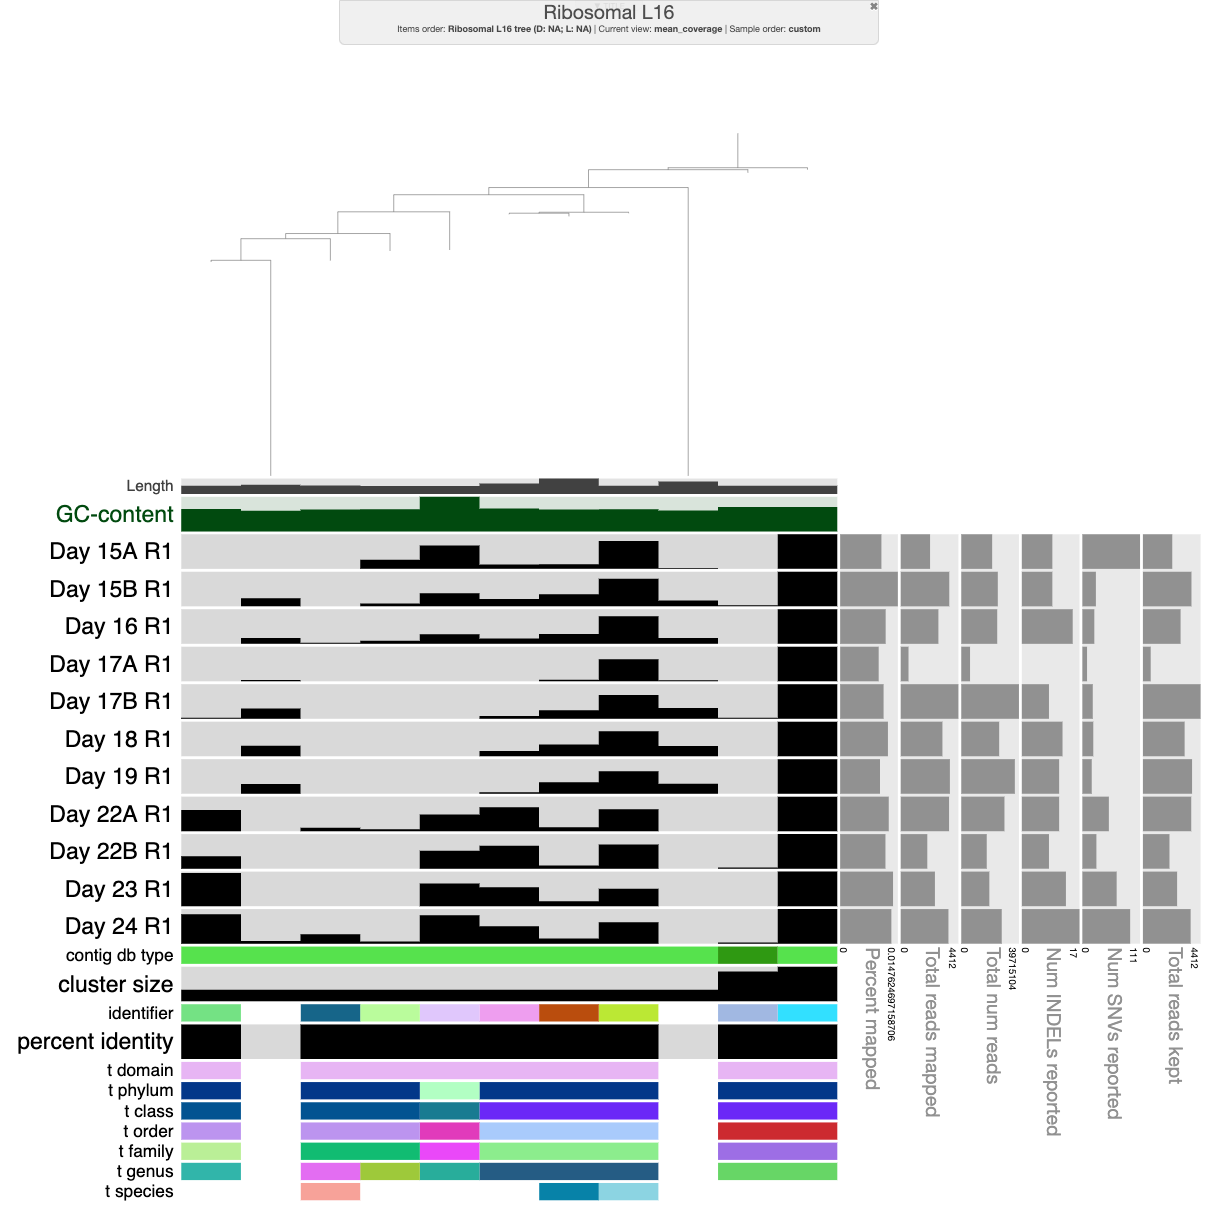 Ribosomal L16
Items order: Ribosomal L16 tree (D: NA; L: NA) | Current view: mean_coverage | Sample order: custom
Length
GC-content
Day 15A R1
Day 15B R1
Day 16 R1
Day 17A R1
Day 17B R1
Day 18 R1
Day 19 R1
Day 22A R1
Day 22B R1
Day 23 R1
Day 24 R1
contig db type
cluster size
identifier
percent identity
t domain
t phylum
t class
t order
t family
t genus
t species
0 0.0147624697158706
Percent mapped
0 4412
Total reads mapped
0 39715104
Total num reads
0 17
Num INDELs reported
0 111
Num SNVs reported
0 4412
Total reads kept